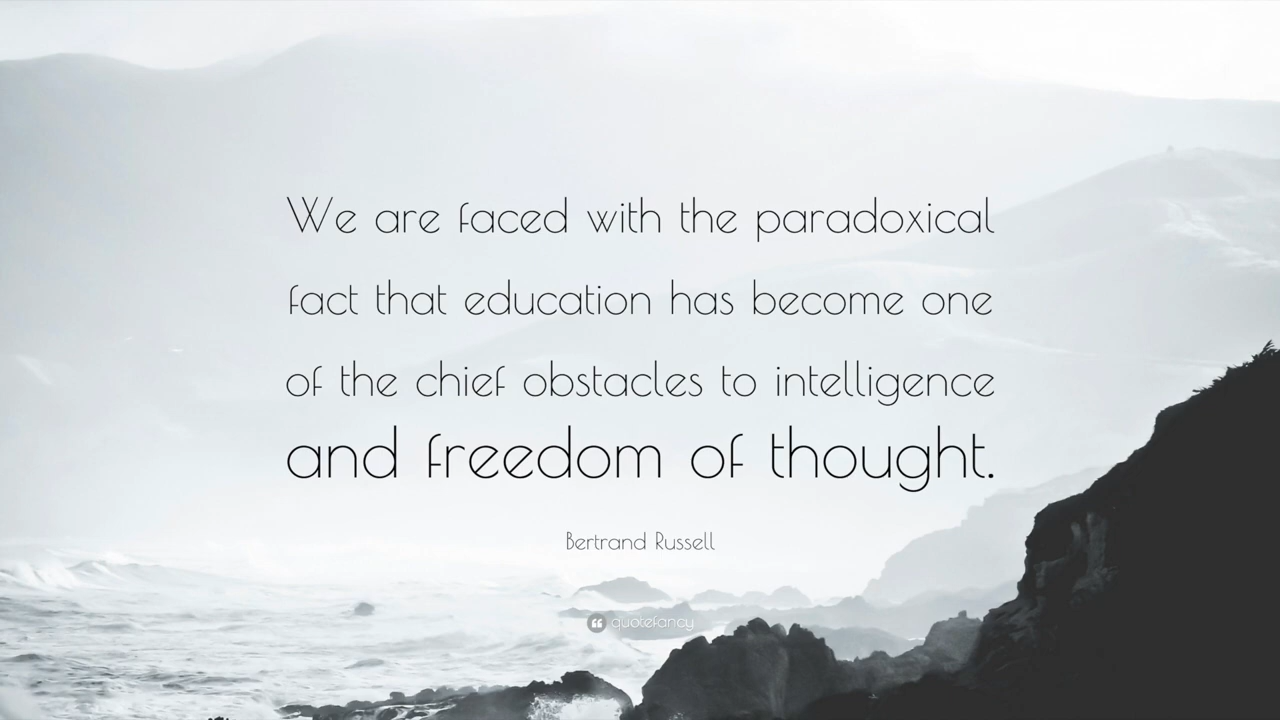 We are faced with the paradoxical
fact that education has become one
of the chief obstacles to intelligence
and freedom of thought.
Bertrand Russell
quotefancy